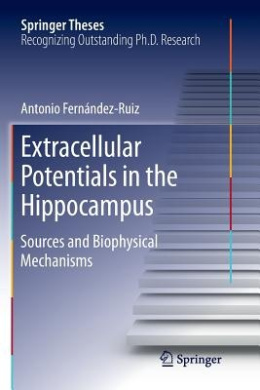 Springer Theses
Recognizing Outstanding Ph.D. Research
Antonio Fernández-Ruiz
Extracellular
Potentials in the
Hippocampus
Sources and Biophysical
Mechanisms
Springer